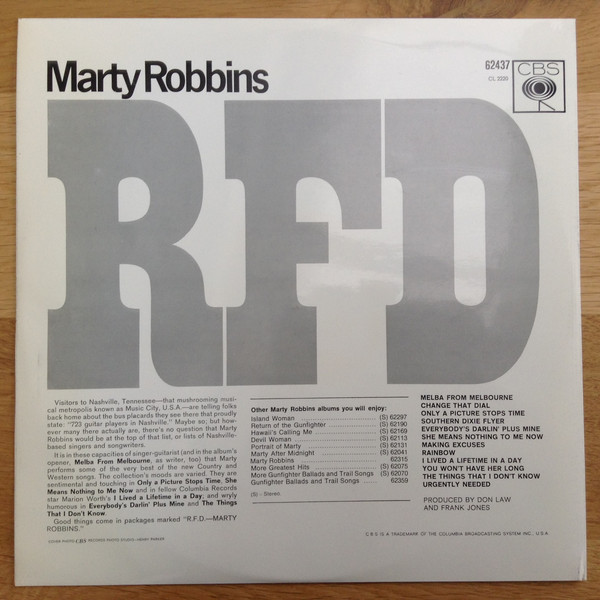 Marty Robbins
62437
CL 2220
CBS
RFD
Visitors to Nashville, Tennessee—that mushrooming musi-
cal metropolis known as Music City, U.S.A.—are telling folks
back home about the bus placards they see there that proudly
state: "723 guitar players in Nashville." Maybe so; but how-
ever many there actually are, there's no question that Marty
Robbins would be at the top of that list, or lists of Nashville-
based singers and songwriters.
It is in these capacities of singer-guitarist (and in the album's
opener, Melba From Melbourne, as writer, too) that Marty
performs some of the very best of the new Country and
Western songs. The collection's moods are varied. They are
sentimental and touching in Only a Picture Stops Time, She
Means Nothing to Me Now and in fellow Columbia Records
star Marion Worth's I Lived a Lifetime in a Day; and wryly
humorous in Everybody's Darlin' Plus Mine and The Things
That I Don't Know.
Good things come in packages marked "R.F.D.—MARTY
ROBBINS."
COVER PHOTO: CBS RECORDS PHOTO STUDIO—HENRY PARKER
Other Marty Robbins albums you will enjoy:
Island Woman (S) 62297
Return of the Gunfighter (S) 62190
Hawaii's Calling Me (S) 62169
Devil Woman (S) 62113
Portrait of Marty (S) 62131
Marty After Midnight (S) 62041
Marty Robbins 62315
More Greatest Hits (S) 62075
More Gunfighter Ballads and Trail Songs (S) 62070
Gunfighter Ballads and Trail Songs 62359
(S) - Stereo.
MELBA FROM MELBOURNE
CHANGE THAT DIAL
ONLY A PICTURE STOPS TIME
SOUTHERN DIXIE FLYER
EVERYBODY'S DARLIN' PLUS MINE
SHE MEANS NOTHING TO ME NOW
MAKING EXCUSES
RAINBOW
I LIVED A LIFETIME IN A DAY
YOU WON'T HAVE HER LONG
THE THINGS THAT I DON'T KNOW
URGENTLY NEEDED
PRODUCED BY DON LAW
AND FRANK JONES
C.B.S IS A TRADEMARK OF THE COLUMBIA BROADCASTING SYSTEM INC., U.S.A.